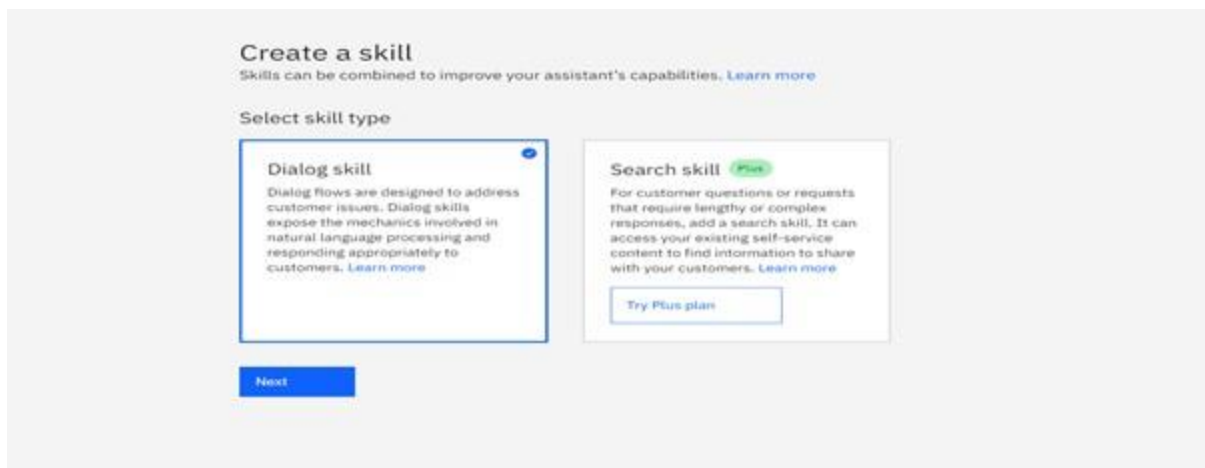 Create a skill
Skills can be combined to improve your assistant's capabilities. Learn more
Select skill type
Dialog skill
Dialog flows are designed to address
customer issues. Dialog skills
expose the mechanics involved in
natural language processing and
responding appropriately to
customers. Learn more
Search skill Plus
For customer questions or requests
that require lengthy or complex
responses, add a search skill. It can
access your existing self-service
content to find information to share
with your customers. Learn more
Try Plus plan
Next